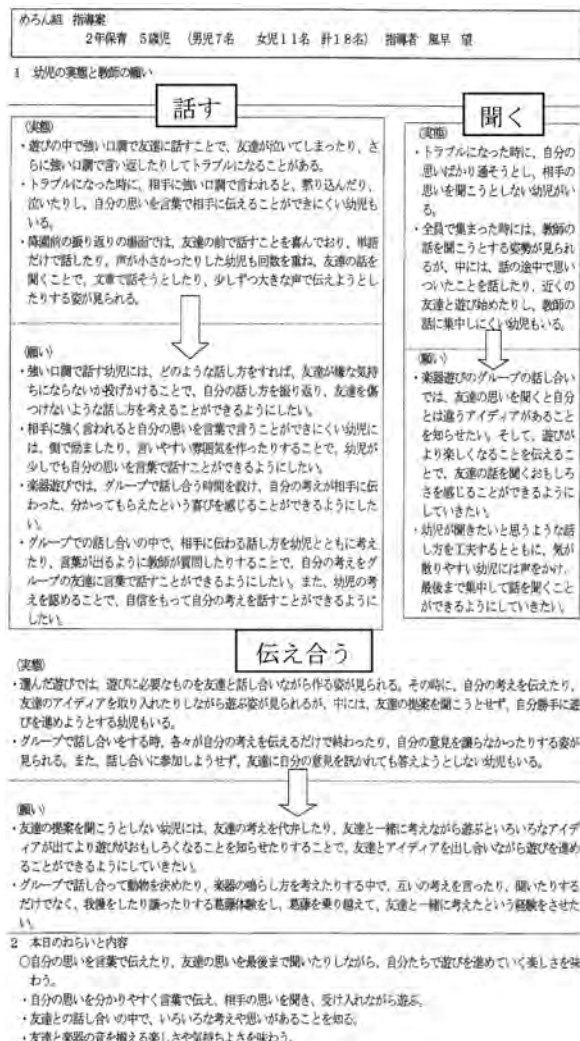 めろん組 指導案
2年保育 5歳児 (男児7名 女児11名 計18名) 指導者 風早 望
1 幼児の実態と教師の願い
話す
(実態)
・遊びの中で強い口調で友達に話すことで、友達が泣いてしまったり、さ
らに強い口調で言い返したりしてトラブルになることがある。
・トラブルになった時に、相手に強い口調で言われると、黙り込んだり、
泣いたりし、自分の思いを言葉で相手に伝えることができにくい幼児も
いる。
・降園前の振り返りの場面では、友達の前で話すことを喜んでおり、単語
だけで話したり、声が小さかったりした幼児も回数を重ね、友達の話を
聞くことで、文章で話そうとしたり、少しずつ大きな声で伝えようとし
たりする姿が見られる。
(願い)
・強い口調で話す幼児には、どのような話し方をすれば、友達が嫌な気持
ちにならないか投げかけることで、自分の話し方を振り返り、友達を傷
つけないような話し方を考えることができるようにしたい。
・相手に強く言われると自分の思いを言葉で言うことができにくい幼児に
は、側で励ましたり、言いやすい雰囲気を作ったりすることで、幼児が
少しでも自分の思いを言葉で話すことができるようにしたい。
・楽器遊びでは、グループで話し合う時間を設け、自分の考えが相手に伝
わった、分かってもらえたという喜びを感じることができるようにした
い。
・グループでの話し合いの中で、相手に伝わる話し方を幼児とともに考え
たり、言葉が出るように教師が質問したりすることで、自分の考えをグ
ループの友達に言葉で話すことができるようにしたい。また、幼児の考
えを認めることで、自信をもって自分の考えを話すことができるように
したい。
聞く
(実態)
・トラブルになった時に、自分の
思いばかり通そうとし、相手の
思いを聞こうとしない幼児がい
る。
・全員で集まった時には、教師の
話を聞こうとする姿勢が見られ
るが、中には、話の途中で思い
ついたことを話したり、近くの
友達と遊び始めたりし、教師の
話に集中しにくい幼児もいる。
(願い)
・楽器遊びのグループの話し合い
では、友達の思いを聞くと自分
とは違うアイディアがあること
を知らせたい。そして、遊びが
より楽しくなることを伝えるこ
とで、友達の話を聞くおもしろ
さを感じることができるように
していきたい。
・幼児が聞きたいと思うような話
し方を工夫するとともに、気が
散りやすい幼児には声をかけ、
最後まで集中して話を聞くこと
ができるようにしていきたい。
伝え合う
(実態)
・選んだ遊びでは、遊びに必要なものを友達と話し合いながら作る姿が見られる。その時に、自分の考えを伝えたり、
友達のアイディアを取り入れたりしながら遊ぶ姿が見られるが、中には、友達の提案を聞こうとせず、自分勝手に遊
びを進めようとする幼児もいる。
・グループで話し合いをする時、各々が自分の考えを伝えるだけで終わったり、自分の意見を譲らなかったりする姿が
見られる。また、話し合いに参加しようせず、友達に自分の意見を訊かれても答えようとしない幼児もいる。
(願い)
・友達の提案を聞こうとしない幼児には、友達の考えを代弁したり、友達と一緒に考えながら遊ぶといろいろなアイデ
ィアが出てより遊びがおもしろくなることを知らせたりすることで、友達とアイディアを出し合いながら遊びを進め
ることができるようにしていきたい。
・グループで話し合って動物を決めたり、楽器の鳴らし方を考えたりする中で、互いの考えを言ったり、聞いたりする
だけでなく、我慢をしたり譲ったりする葛藤体験をし、葛藤を乗り越えて、友達と一緒に考えたという経験をさせた
い。
2 本日のねらいと内容
○自分の思いを言葉で伝えたり、友達の思いを最後まで聞いたりしながら、自分たちで遊びを進めていく楽しさを味
わう。
・自分の思いを分かりやすく言葉で伝え、相手の思いを聞き、受け入れながら遊ぶ。
・友達との話し合いの中で、いろいろな考えや思いがあることを知る。
・友達と楽器の音を揃える楽しさや気持ちよさを味わう。